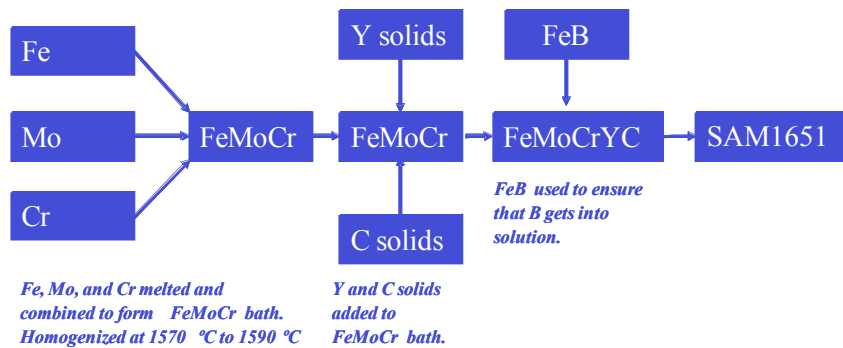 Fe
Mo
Cr
FeMoCr
Y solids
FeMoCr
C solids
FeB
FeMoCrYC
SAM1651
FeB used to ensure
that B gets into
solution.
Fe, Mo, and Cr melted and
combined to form FeMoCr bath.
Homogenized at 1570 °C to 1590 °C
Y and C solids
added to
FeMoCr bath.